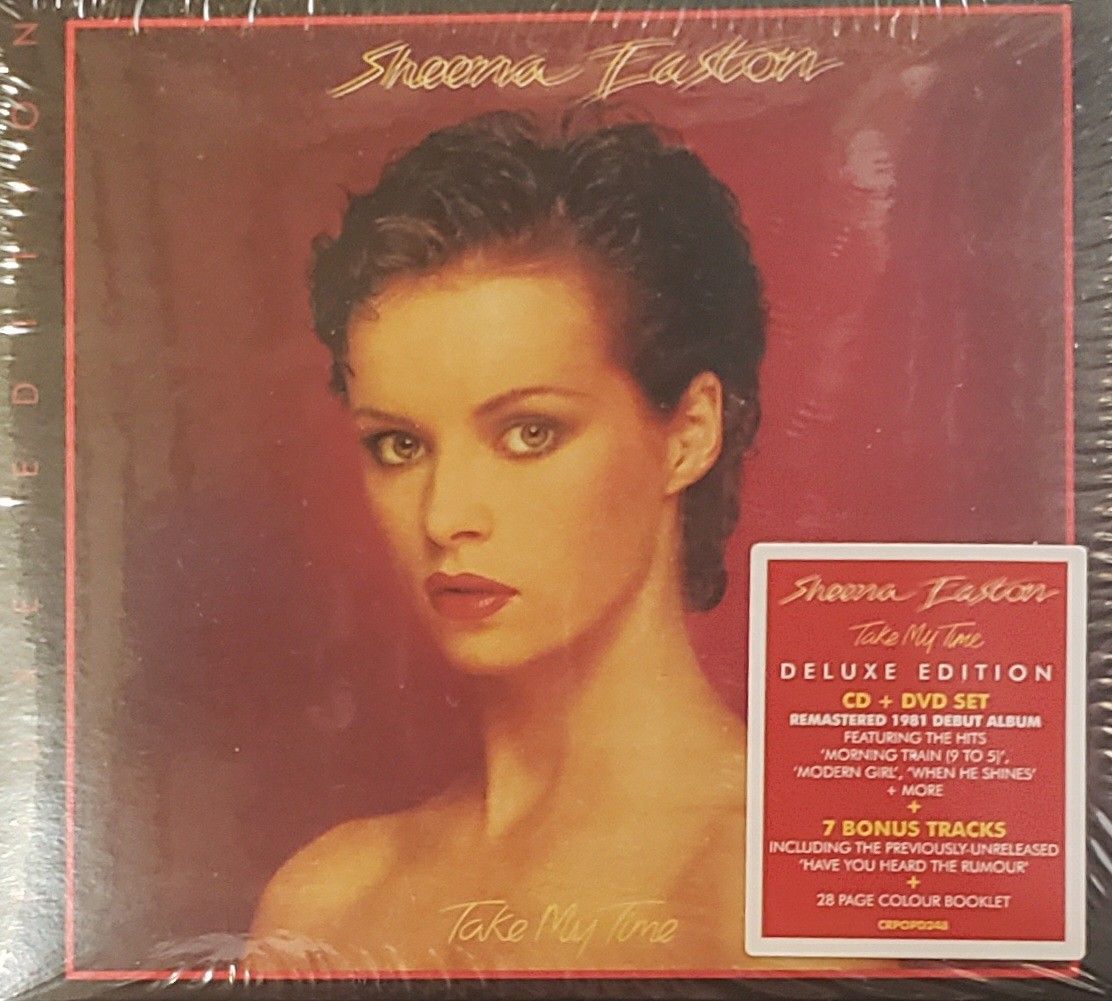 Sheena Easton
Take My Time
EDITION
Sheena Easton
Take My Time
DELUXE EDITION
CD + DVD SET
REMASTERED 1981 DEBUT ALBUM
FEATURING THE HITS
'MORNING TRAIN (9 TO 5)',
'MODERN GIRL', 'WHEN HE SHINES'
+ MORE
+
7 BONUS TRACKS
INCLUDING THE PREVIOUSLY-UNRELEASED
'HAVE YOU HEARD THE RUMOUR'
+
28 PAGE COLOUR BOOKLET